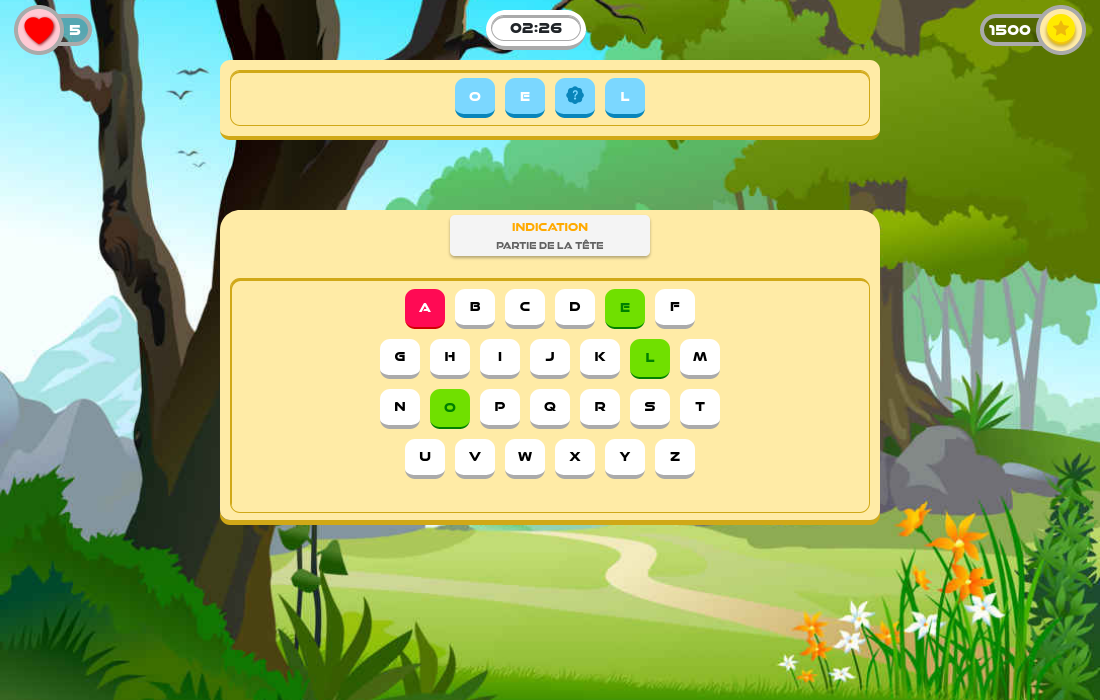 5
02:26
1500
O E ? L
INDICATION
PARTIE DE LA TÊTE
A B C D E F
G H I J K L M
N O P Q R S T
U V W X Y Z